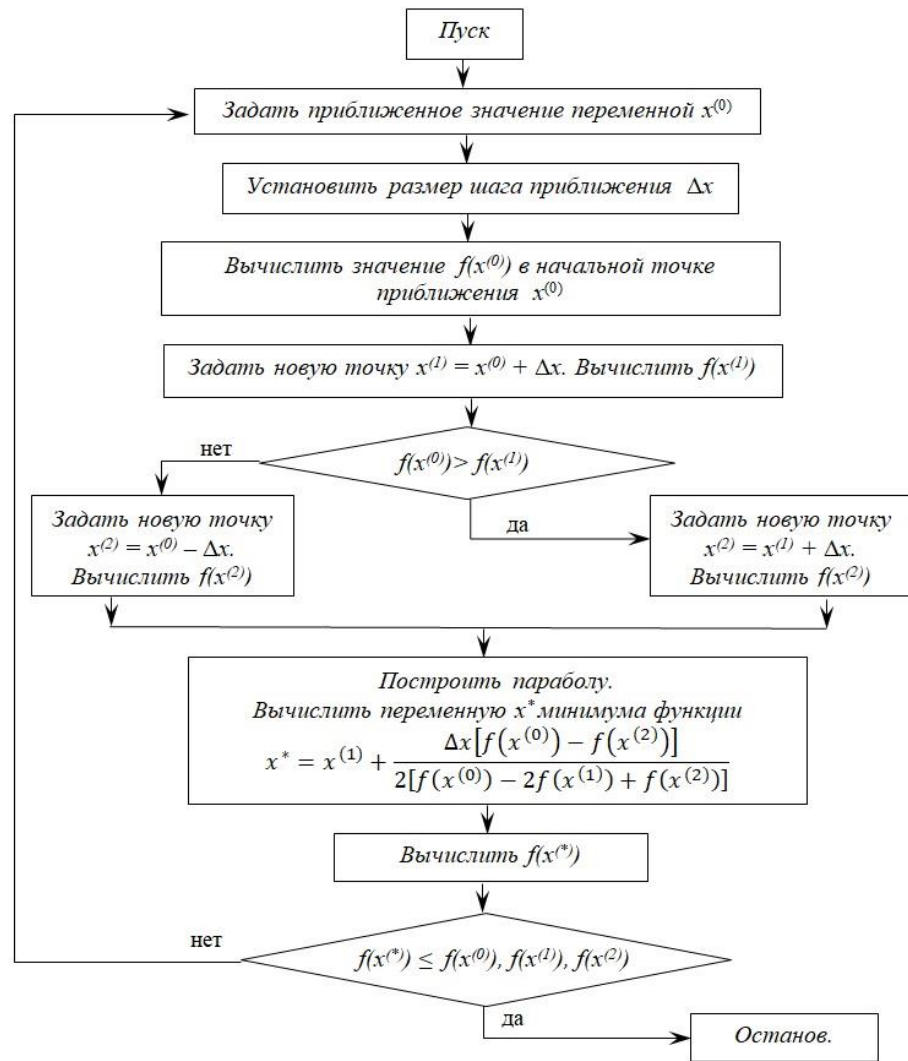 Пуск
Задать приближенное значение переменной x⁽⁰⁾
Установить размер шага приближения Δx
Вычислить значение f(x⁽⁰⁾) в начальной точке
приближения x⁽⁰⁾
Задать новую точку x⁽¹⁾ = x⁽⁰⁾ + Δx. Вычислить f(x⁽¹⁾)
нет
f(x⁽⁰⁾) > f(x⁽¹⁾)
да
Задать новую точку
x⁽²⁾ = x⁽⁰⁾ – Δx.
Вычислить f(x⁽²⁾)
Задать новую точку
x⁽²⁾ = x⁽¹⁾ + Δx.
Вычислить f(x⁽²⁾)
Построить параболу.
Вычислить переменную x* минимума функции
x* = x⁽¹⁾ + Δx[f(x⁽⁰⁾) − f(x⁽²⁾)] / 2[f(x⁽⁰⁾) − 2f(x⁽¹⁾) + f(x⁽²⁾)]
Вычислить f(x⁽*⁾)
нет
f(x⁽*⁾) ≤ f(x⁽⁰⁾), f(x⁽¹⁾), f(x⁽²⁾)
да
Останов.